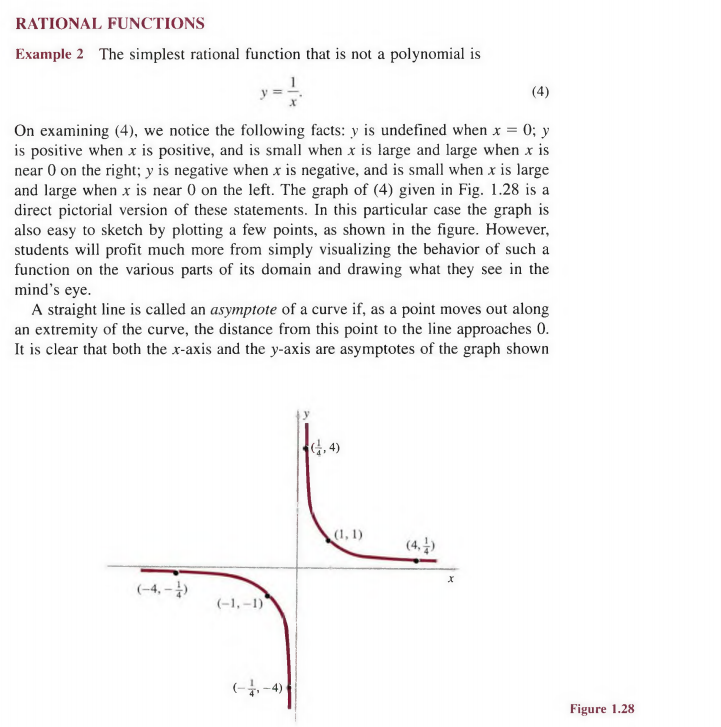 RATIONAL FUNCTIONS
Example 2 The simplest rational function that is not a polynomial is
y = 1/x. (4)
On examining (4), we notice the following facts: y is undefined when x = 0; y
is positive when x is positive, and is small when x is large and large when x is
near 0 on the right; y is negative when x is negative, and is small when x is large
and large when x is near 0 on the left. The graph of (4) given in Fig. 1.28 is a
direct pictorial version of these statements. In this particular case the graph is
also easy to sketch by plotting a few points, as shown in the figure. However,
students will profit much more from simply visualizing the behavior of such a
function on the various parts of its domain and drawing what they see in the
mind's eye.
A straight line is called an asymptote of a curve if, as a point moves out along
an extremity of the curve, the distance from this point to the line approaches 0.
It is clear that both the x-axis and the y-axis are asymptotes of the graph shown
y
(1/4, 4)
(1, 1)
(4, 1/4)
x
(−4, −1/4)
(−1, −1)
(−1/4, −4)
Figure 1.28